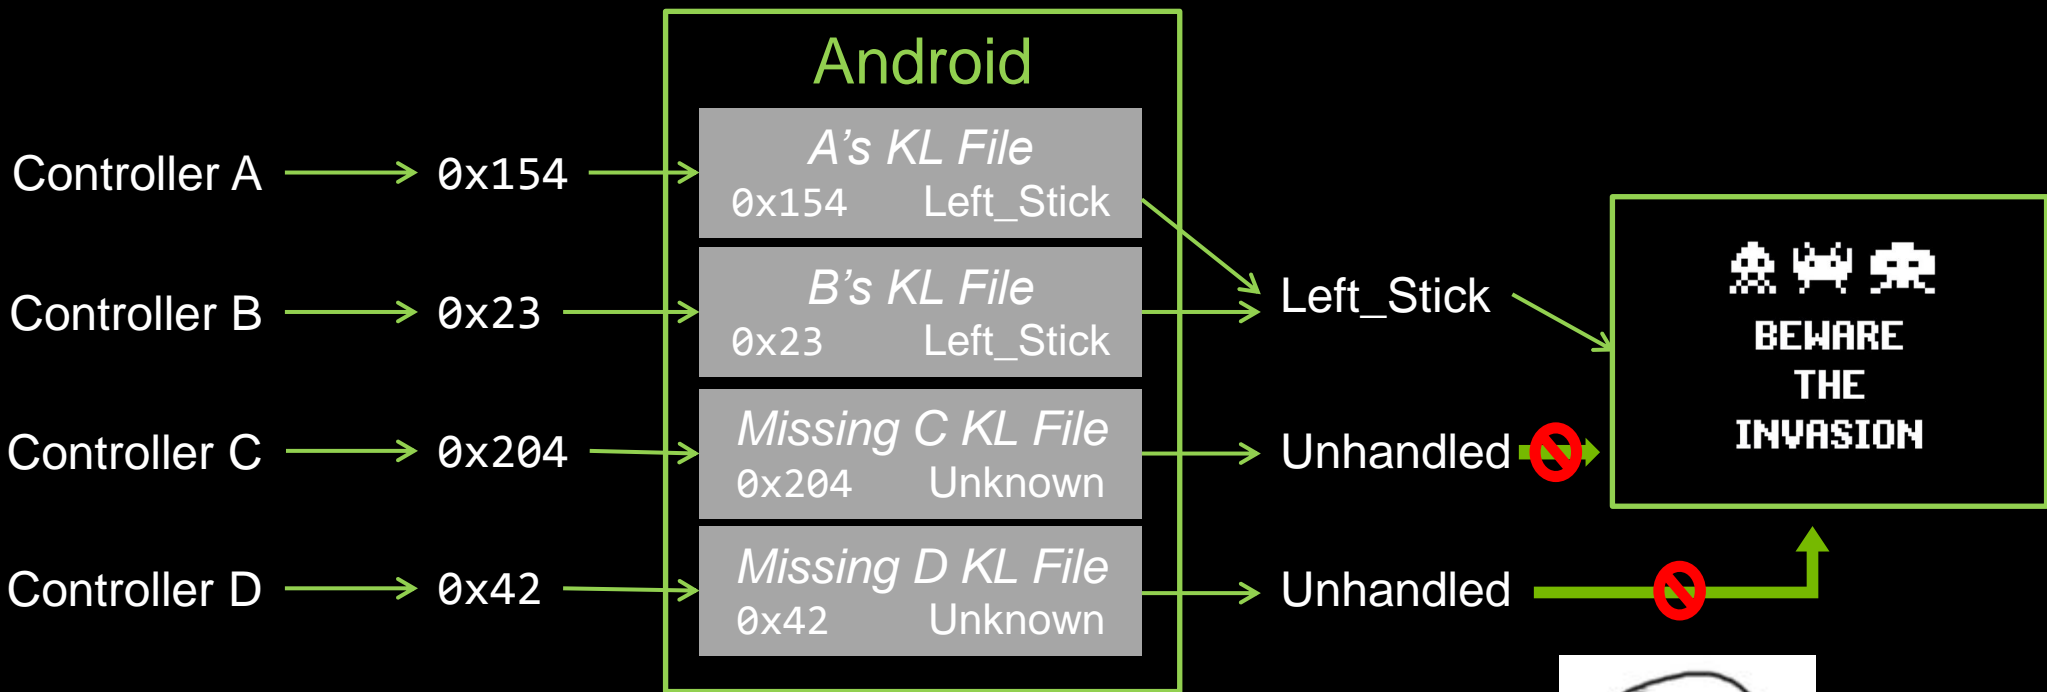 Android
Controller A
0x154
A’s KL File
0x154 Left_Stick
Controller B
0x23
B’s KL File
0x23 Left_Stick
Left_Stick
Controller C
0x204
Missing C KL File
0x204 Unknown
Unhandled
Controller D
0x42
Missing D KL File
0x42 Unknown
Unhandled
BEWARE
THE
INVASION